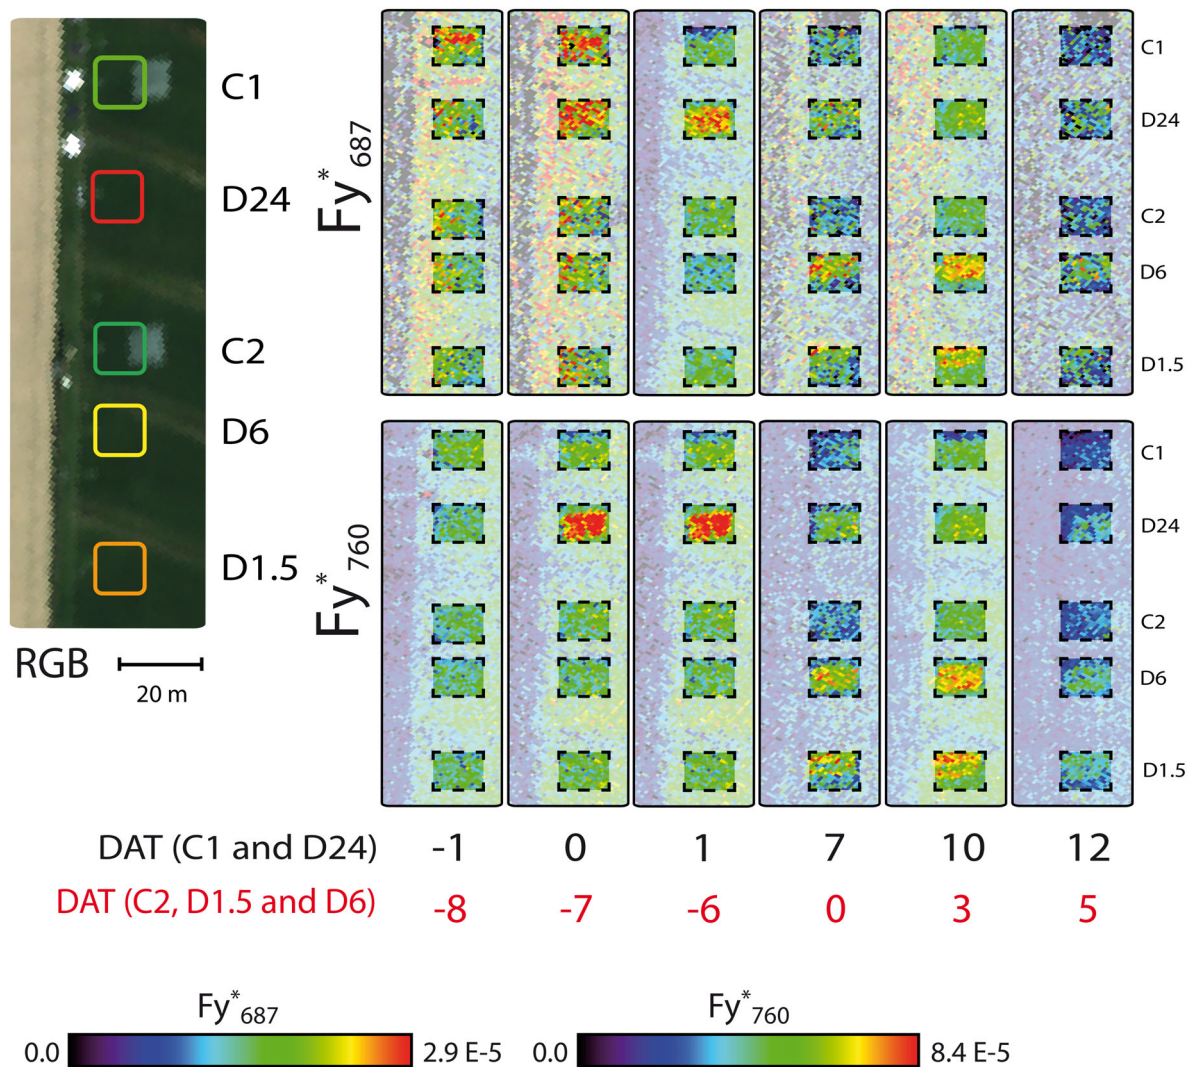 C1
D24
C2
D6
D1.5
RGB
20 m
Fy*687
C1
D24
C2
D6
D1.5
Fy*760
C1
D24
C2
D6
D1.5
DAT (C1 and D24) -1 0 1 7 10 12
DAT (C2, D1.5 and D6) -8 -7 -6 0 3 5
Fy*687
0.0 2.9 E-5
Fy*760
0.0 8.4 E-5